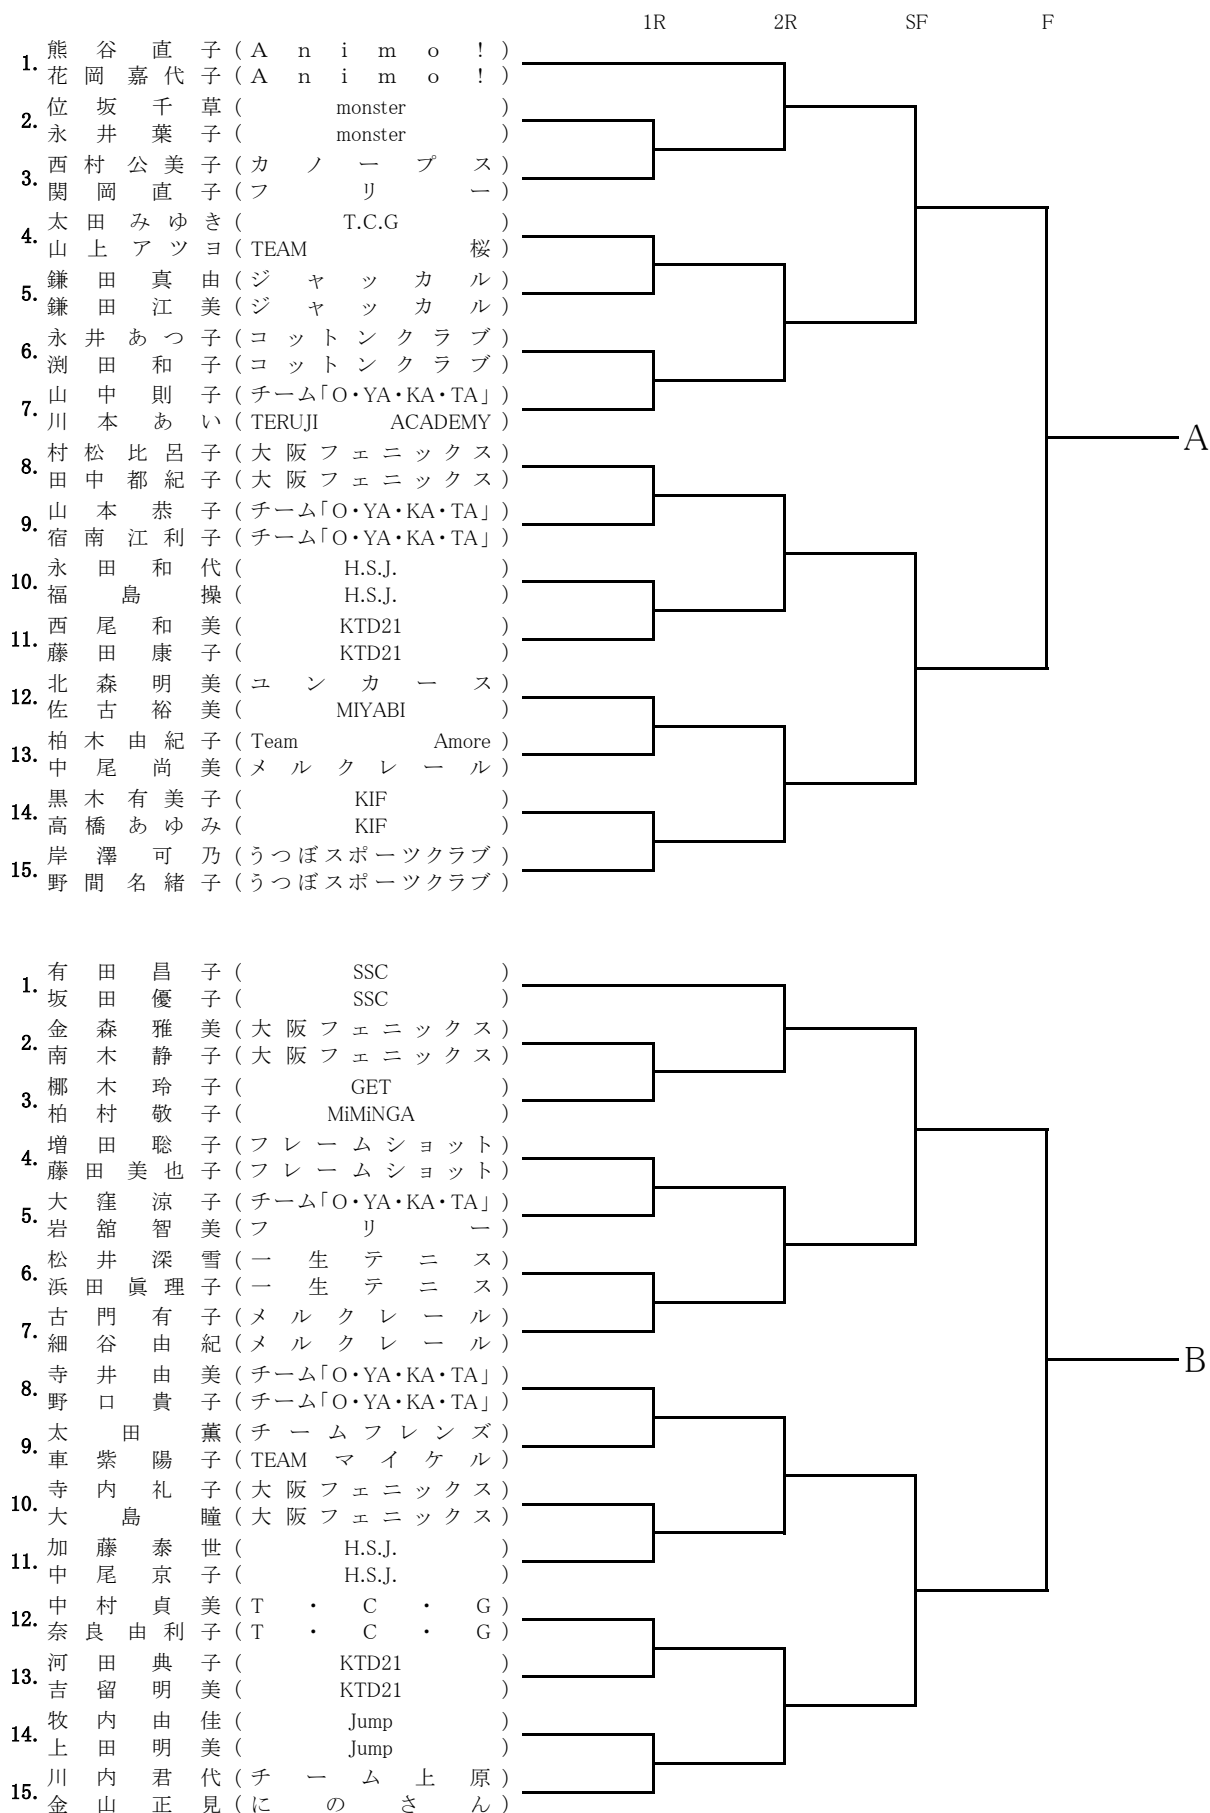 1R 2R SF F
熊谷直子(Animo!)
1.
花岡嘉代子(Animo!)
位坂千草(monster)
2.
永井葉子(monster)
西村公美子(カノープス)
3.
関岡直子(フリー)
太田みゆき(T.C.G)
4.
山上アツヨ(TEAM 桜)
鎌田真由(ジャッカル)
5.
鎌田江美(ジャッカル)
永井あつ子(コットンクラブ)
6.
渕田和子(コットンクラブ)
山中則子(チーム「O・YA・KA・TA」)
7.
川本あい(TERUJI ACADEMY)
A
村松比呂子(大阪フェニックス)
8.
田中都紀子(大阪フェニックス)
山本恭子(チーム「O・YA・KA・TA」)
9.
宿南江利子(チーム「O・YA・KA・TA」)
永田和代(H.S.J.)
10.
福島操(H.S.J.)
西尾和美(KTD21)
11.
藤田康子(KTD21)
北森明美(ユンカース)
12.
佐古裕美(MIYABI)
柏木由紀子(Team Amore)
13.
中尾尚美(メルクレール)
黒木有美子(KIF)
14.
高橋あゆみ(KIF)
岸澤可乃(うつぼスポーツクラブ)
15.
野間名緒子(うつぼスポーツクラブ)
有田昌子(SSC)
1.
坂田優子(SSC)
金森雅美(大阪フェニックス)
2.
南木静子(大阪フェニックス)
梛木玲子(GET)
3.
柏村敬子(MiMiNGA)
増田聡子(フレームショット)
4.
藤田美也子(フレームショット)
大窪涼子(チーム「O・YA・KA・TA」)
5.
岩舘智美(フリー)
松井深雪(一生テニス)
6.
浜田眞理子(一生テニス)
古門有子(メルクレール)
7.
細谷由紀(メルクレール)
B
寺井由美(チーム「O・YA・KA・TA」)
8.
野口貴子(チーム「O・YA・KA・TA」)
太田薫(チームフレンズ)
9.
車紫陽子(TEAM マイケル)
寺内礼子(大阪フェニックス)
10.
大島瞳(大阪フェニックス)
加藤泰世(H.S.J.)
11.
中尾京子(H.S.J.)
中村貞美(T・C・G)
12.
奈良由利子(T・C・G)
河田典子(KTD21)
13.
吉留明美(KTD21)
牧内由佳(Jump)
14.
上田明美(Jump)
川内君代(チーム上原)
15.
金山正見(にのさん)